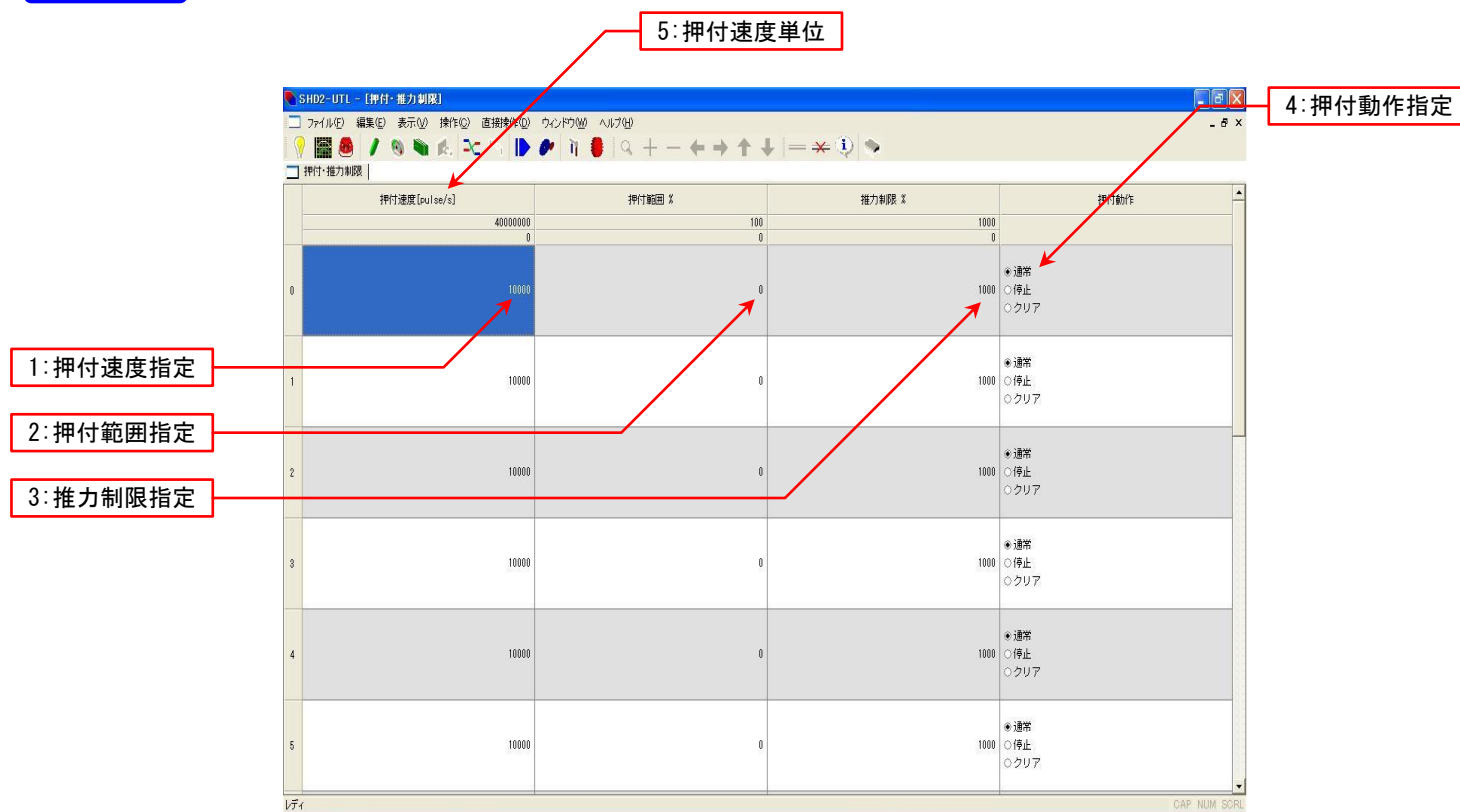 5:押付速度単位
SHD2-UTL - [押付・推力制限]
4:押付動作指定
ファイル(F) 編集(E) 表示(V) 操作(C) 直接操作(D) ウィンドウ(W) ヘルプ(H)
押付・推力制限
押付速度[pulse/s] 押付範囲 % 推力制限 % 押付動作
40000000 100 1000
0 0 0
0 10000 0 1000
通常
停止
クリア
1:押付速度指定
1 10000 0 1000
通常
停止
クリア
2:押付範囲指定
2 10000 0 1000
通常
停止
クリア
3:推力制限指定
3 10000 0 1000
通常
停止
クリア
4 10000 0 1000
通常
停止
クリア
5 10000 0 1000
通常
停止
クリア
レディ CAP NUM SCRL